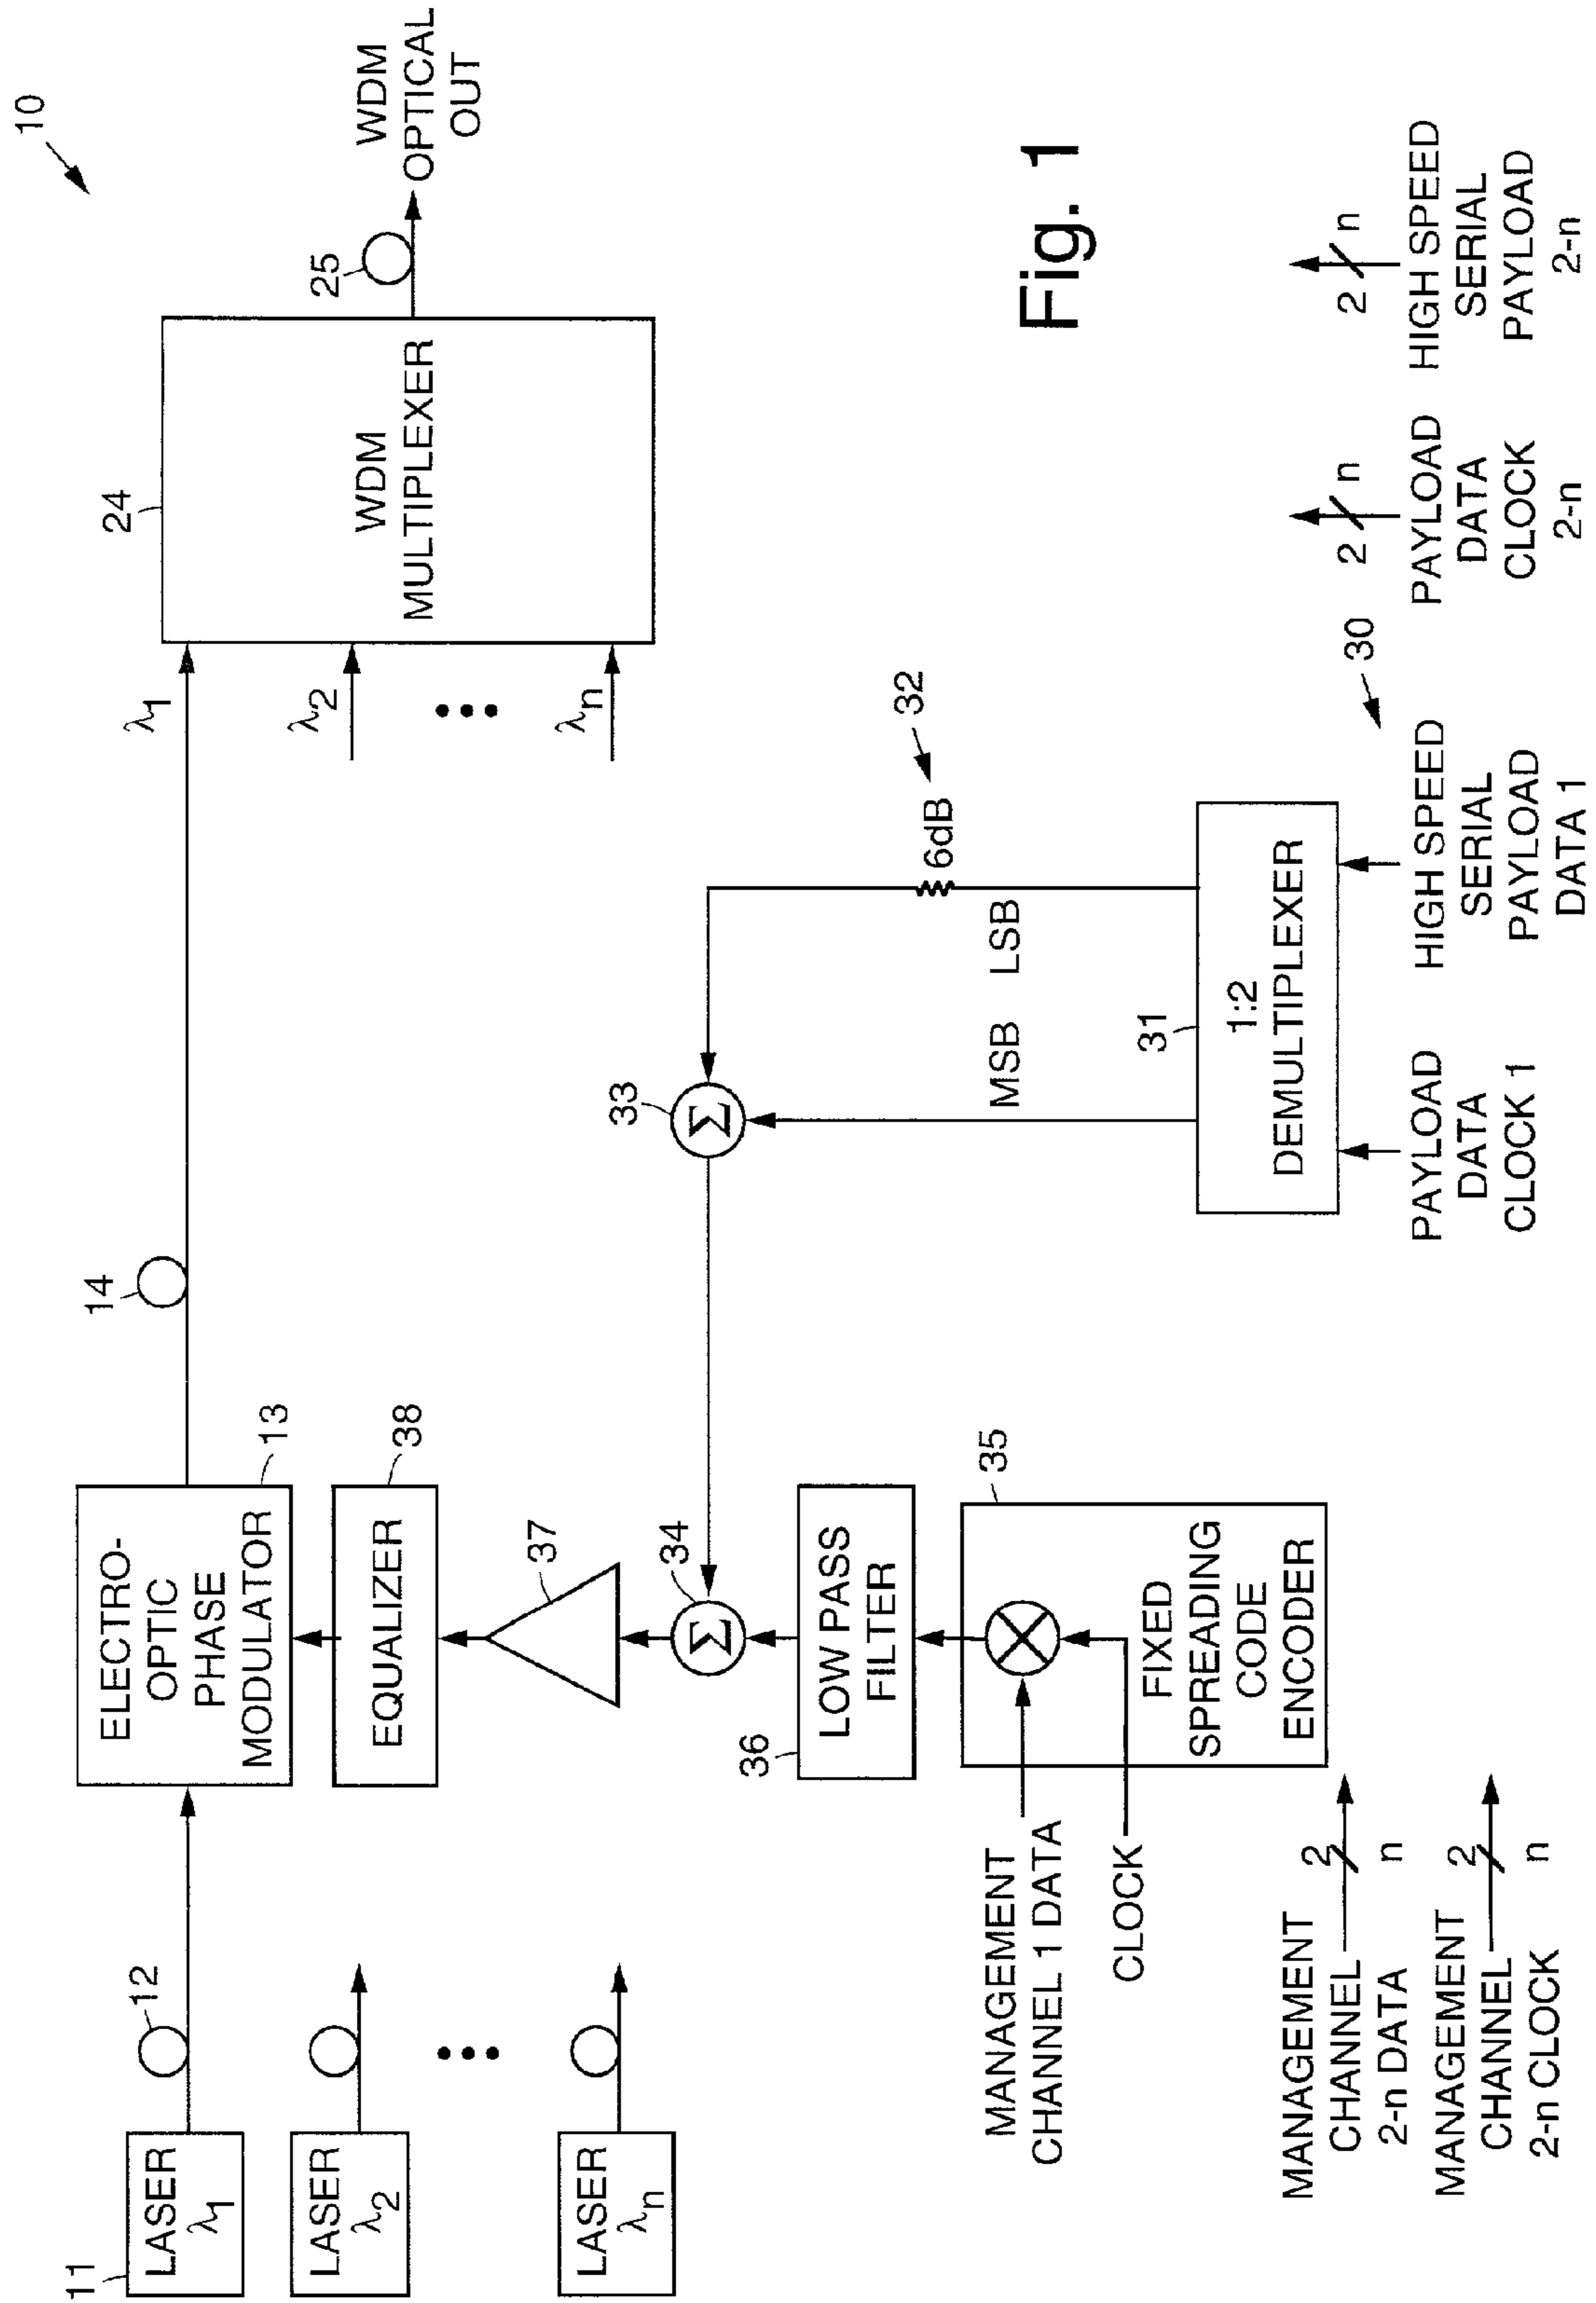 10
11
LASER
λ1
12
LASER
λ2
LASER
λn
ELECTRO-
OPTIC
PHASE
MODULATOR
13
14
λ1
λ2
λn
24
WDM
MULTIPLEXER
25
WDM
OPTICAL
OUT
EQUALIZER
38
37
34
Σ
33
Σ
36
LOW PASS
FILTER
35
FIXED
SPREADING
CODE
ENCODER
MANAGEMENT
CHANNEL 1 DATA
CLOCK
MANAGEMENT
CHANNEL
2-n DATA
2
n
MANAGEMENT
CHANNEL
2-n CLOCK
2
n
MSB
LSB
6dB
32
31
1:2
DEMULTIPLEXER
30
PAYLOAD
DATA
CLOCK 1
HIGH SPEED
SERIAL
PAYLOAD
DATA 1
2
n
PAYLOAD
DATA
CLOCK
2-n
2
n
HIGH SPEED
SERIAL
PAYLOAD
2-n
Fig. 1